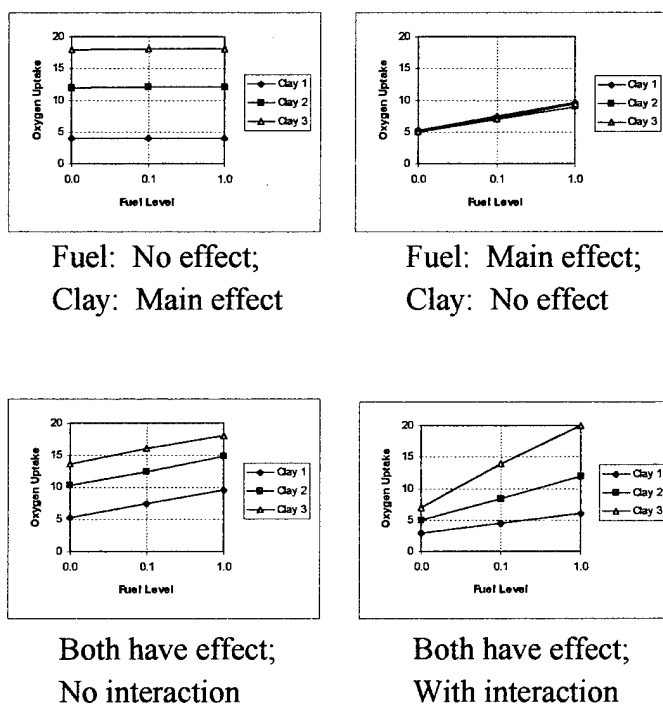 20
15
10
5
0
Oxygen Uptake
0.0 0.1 1.0
Fuel Level
Clay 1
Clay 2
Clay 3
Fuel: No effect;
Clay: Main effect
20
15
10
5
0
Oxygen Uptake
0.0 0.1 1.0
Fuel Level
Clay 1
Clay 2
Clay 3
Fuel: Main effect;
Clay: No effect
20
15
10
5
0
Oxygen Uptake
0.0 0.1 1.0
Fuel Level
Clay 1
Clay 2
Clay 3
Both have effect;
No interaction
20
15
10
5
0
Oxygen Uptake
0.0 0.1 1.0
Fuel Level
Clay 1
Clay 2
Clay 3
Both have effect;
With interaction